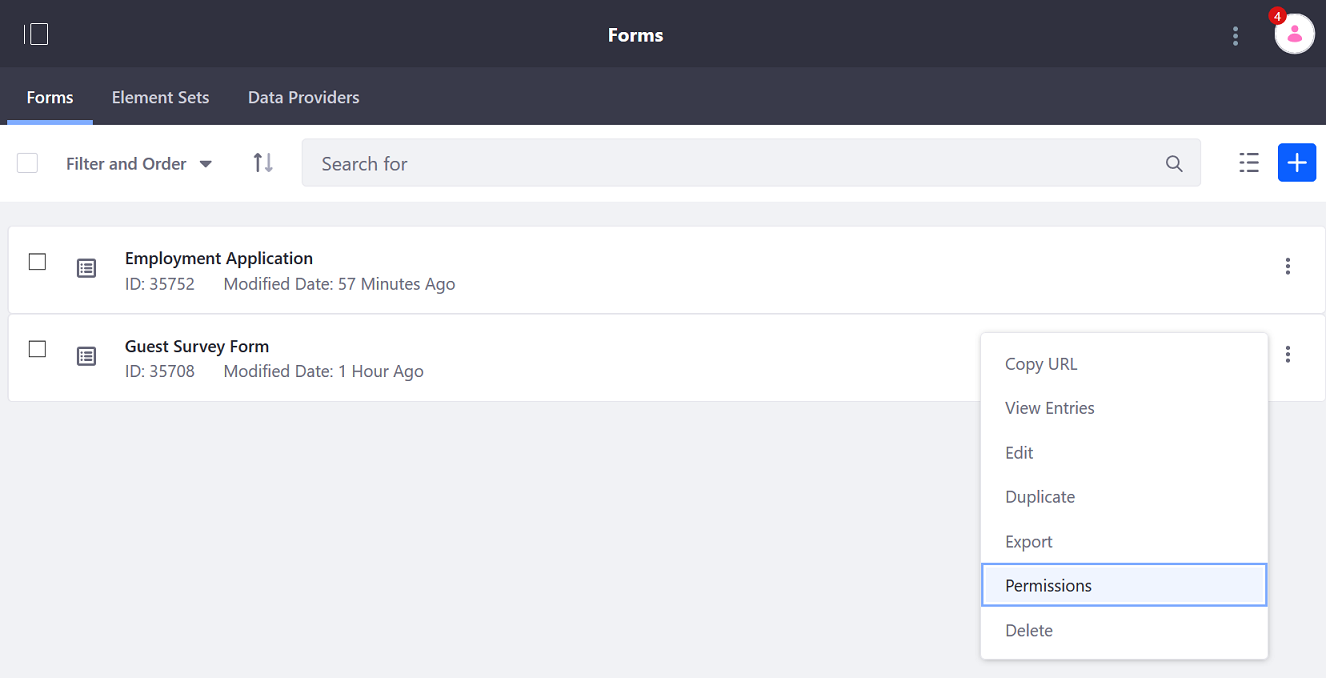 Forms
4
Forms Element Sets Data Providers
Filter and Order Search for
Employment Application
ID: 35752 Modified Date: 57 Minutes Ago
Guest Survey Form
ID: 35708 Modified Date: 1 Hour Ago
Copy URL
View Entries
Edit
Duplicate
Export
Permissions
Delete